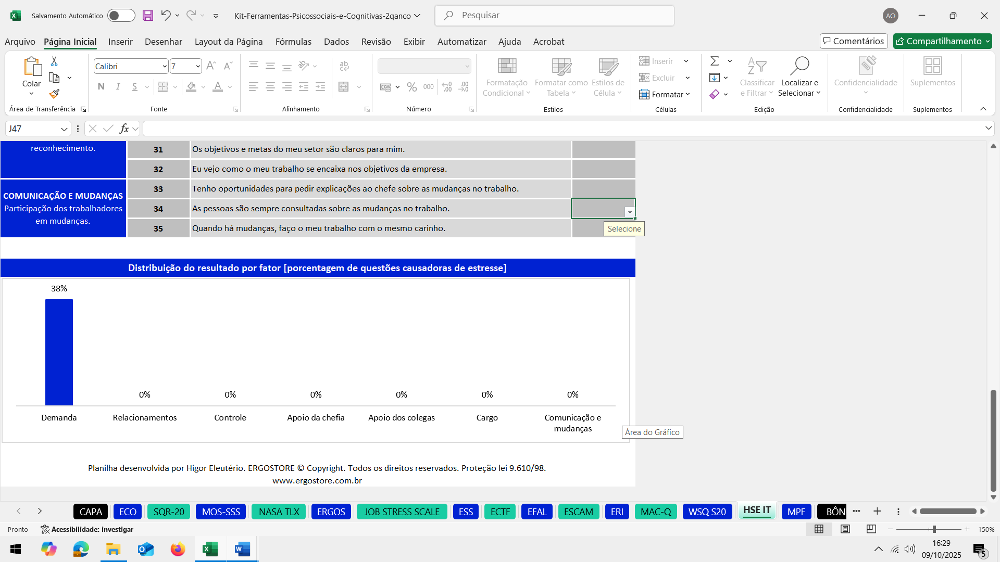 Salvamento Automático
Kit-Ferramentas-Psicossociais-e-Cognitivas-2qanco
Pesquisar
AO
Arquivo Página Inicial Inserir Desenhar Layout da Página Fórmulas Dados Revisão Exibir Automatizar Ajuda Acrobat
Comentários Compartilhamento
Colar
Área de Transferência
Calibri 7
N I S
Fonte
Alinhamento
% 000
Número
Formatação Condicional
Formatar como Tabela
Estilos de Célula
Estilos
Inserir
Excluir
Formatar
Células
Classificar e Filtrar
Localizar e Selecionar
Edição
Confidencialidade
Confidencialidade
Suplementos
Suplementos
J47
fx
reconhecimento.
31 Os objetivos e metas do meu setor são claros para mim.
32 Eu vejo como o meu trabalho se encaixa nos objetivos da empresa.
COMUNICAÇÃO E MUDANÇAS
Participação dos trabalhadores
em mudanças.
33 Tenho oportunidades para pedir explicações ao chefe sobre as mudanças no trabalho.
34 As pessoas são sempre consultadas sobre as mudanças no trabalho.
35 Quando há mudanças, faço o meu trabalho com o mesmo carinho.
Selecione
Distribuição do resultado por fator [porcentagem de questões causadoras de estresse]
38%
0% 0% 0% 0% 0% 0%
Demanda Relacionamentos Controle Apoio da chefia Apoio dos colegas Cargo Comunicação e
mudanças
Área do Gráfico
Planilha desenvolvida por Higor Eleutério. ERGOSTORE © Copyright. Todos os direitos reservados. Proteção lei 9.610/98.
www.ergostore.com.br
CAPA ECO SQR-20 MOS-SSS NASA TLX ERGOS JOB STRESS SCALE ESS ECTF EFAL ESCAM ERI MAC-Q WSQ S20 HSE IT MPF BÔN
Pronto Acessibilidade: investigar
150%
16:29
09/10/2025
5